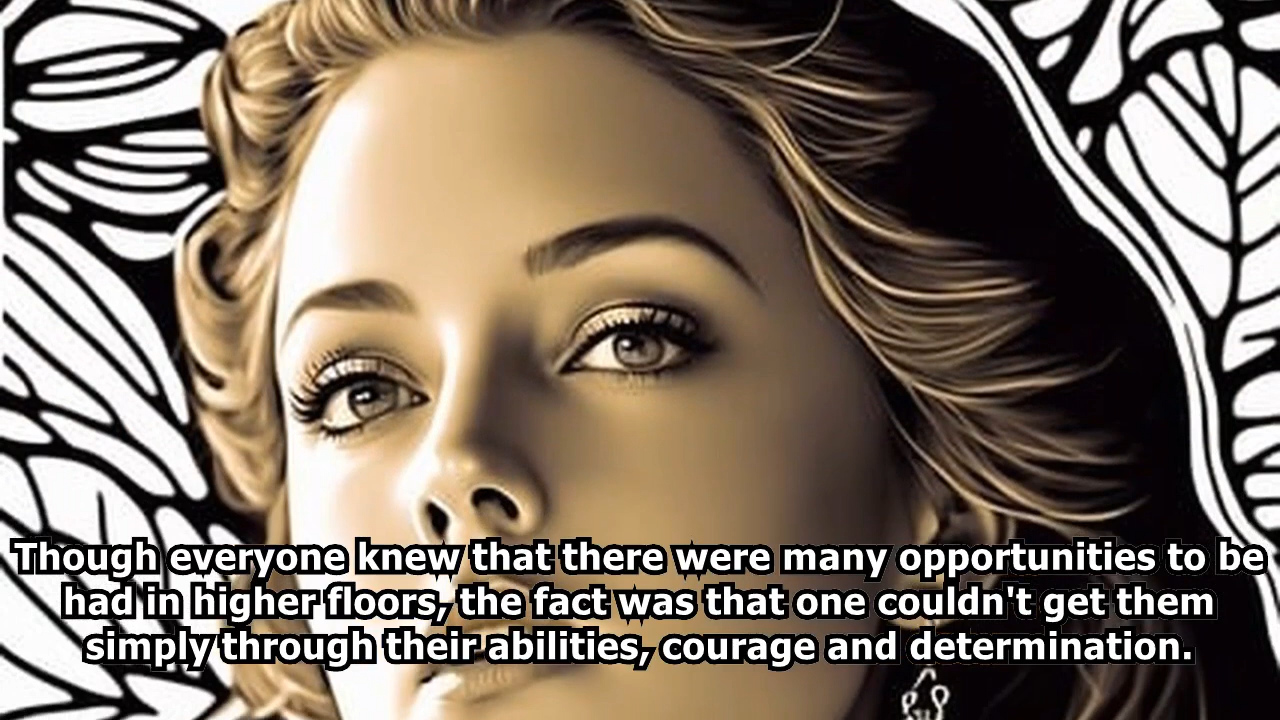 Though everyone knew that there were many opportunities to be
had in higher floors, the fact was that one couldn't get them
simply through their abilities, courage and determination.